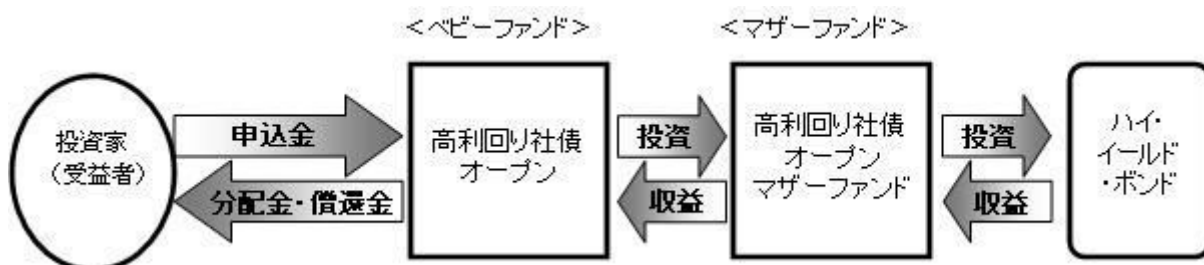 <ベビーファンド>
<マザーファンド>
投資家
(受益者)
申込金
分配金・償還金
高利回り社債
オープン
投資
収益
高利回り社債
オープン
マザーファンド
投資
収益
ハイ・
イールド
・ボンド